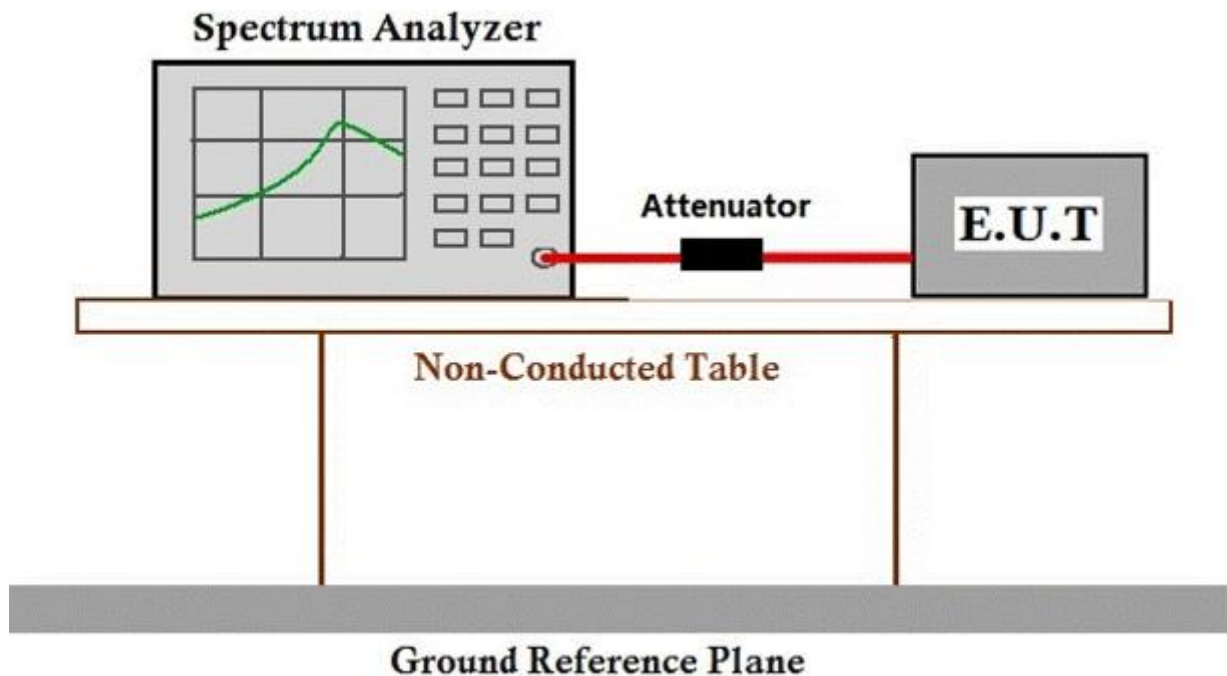 Spectrum Analyzer
Attenuator
E.U.T
Non-Conducted Table
Ground Reference Plane